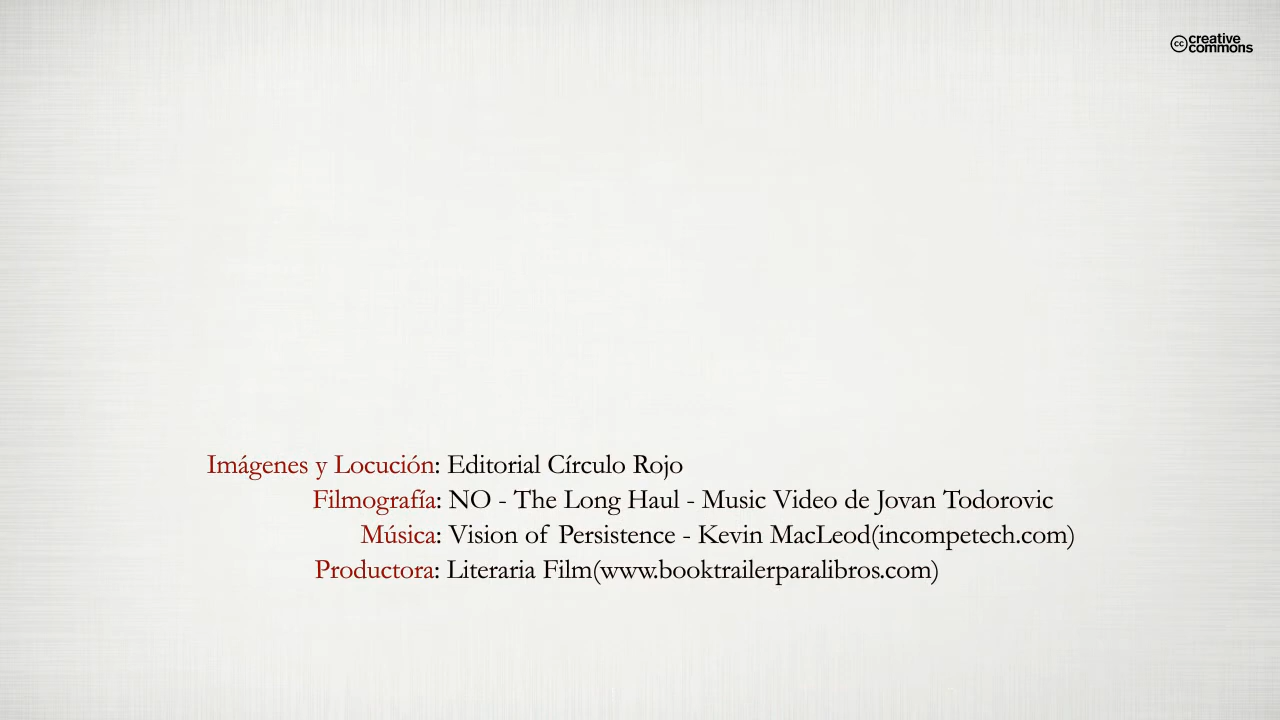 cc creative
commons
Imágenes y Locución: Editorial Círculo Rojo
Filmografía: NO - The Long Haul - Music Video de Jovan Todorovic
Música: Vision of Persistence - Kevin MacLeod(incompetech.com)
Productora: Literaria Film(www.booktrailerparalibros.com)